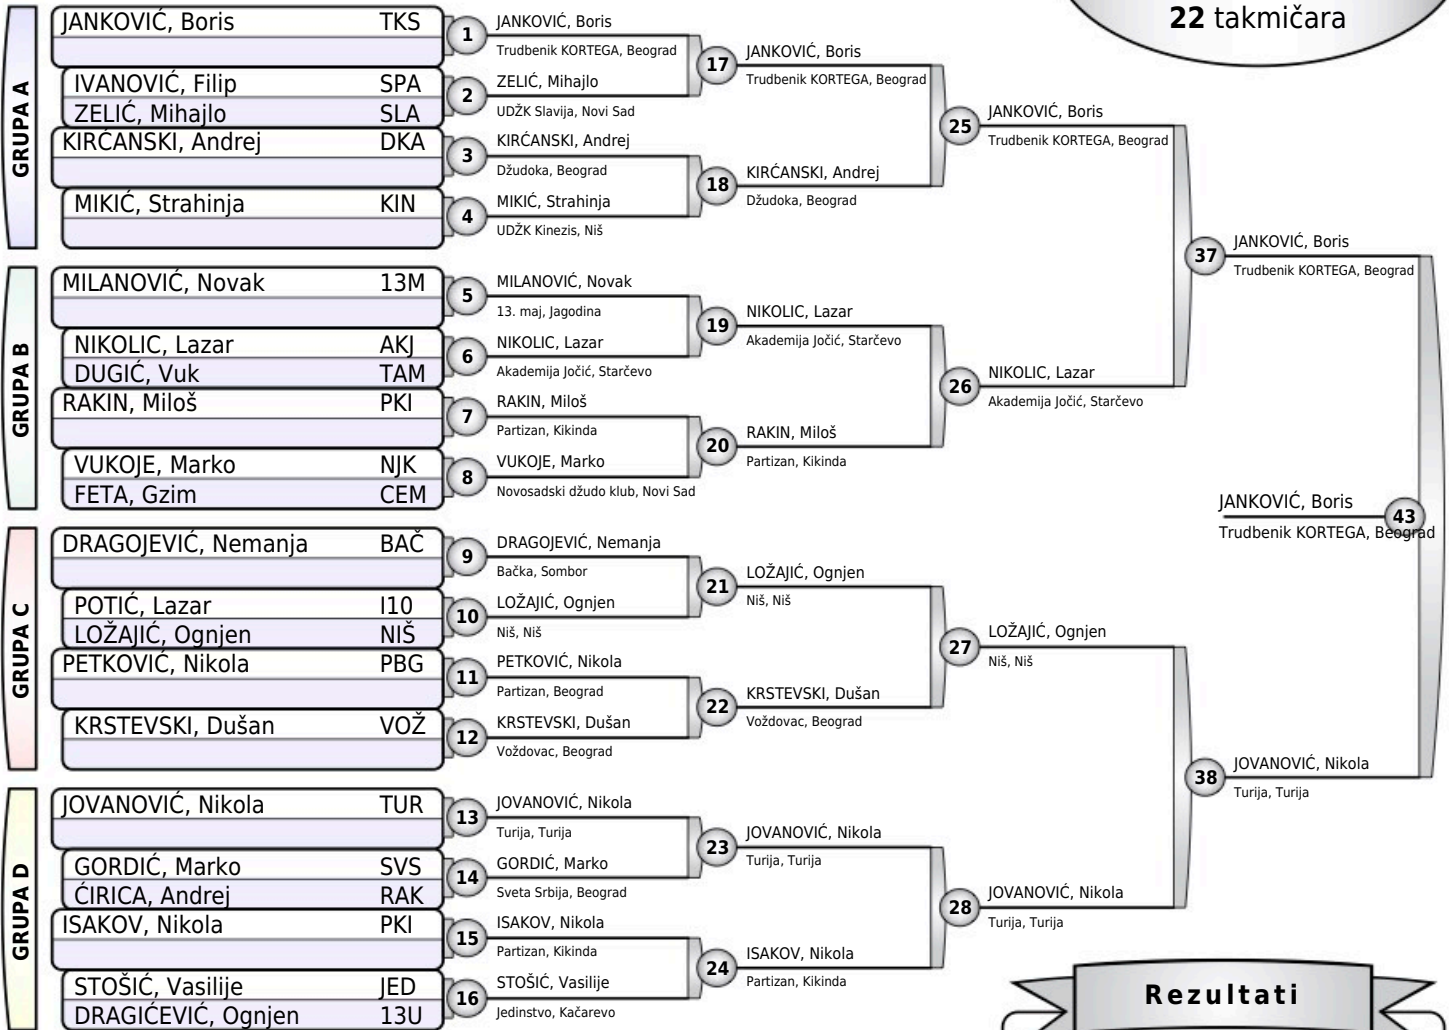 22 takmičara
GRUPA A
JANKOVIĆ, Boris TKS
IVANOVIĆ, Filip SPA
ZELIĆ, Mihajlo SLA
KIRĆANSKI, Andrej DKA
MIKIĆ, Strahinja KIN
GRUPA B
MILANOVIĆ, Novak 13M
NIKOLIC, Lazar AKJ
DUGIĆ, Vuk TAM
RAKIN, Miloš PKI
VUKOJE, Marko NJK
FETA, Gzim CEM
GRUPA C
DRAGOJEVIĆ, Nemanja BAČ
POTIĆ, Lazar I10
LOŽAJIĆ, Ognjen NIŠ
PETKOVIĆ, Nikola PBG
KRSTEVSKI, Dušan VOŽ
GRUPA D
JOVANOVIĆ, Nikola TUR
GORDIĆ, Marko SVS
ĆIRICA, Andrej RAK
ISAKOV, Nikola PKI
STOŠIĆ, Vasilije JED
DRAGIĆEVIĆ, Ognjen 13U
1
JANKOVIĆ, Boris
Trudbenik KORTEGA, Beograd
2
ZELIĆ, Mihajlo
UDŽK Slavija, Novi Sad
3
KIRĆANSKI, Andrej
Džudoka, Beograd
4
MIKIĆ, Strahinja
UDŽK Kinezis, Niš
5
MILANOVIĆ, Novak
13. maj, Jagodina
6
NIKOLIC, Lazar
Akademija Jočić, Starčevo
7
RAKIN, Miloš
Partizan, Kikinda
8
VUKOJE, Marko
Novosadski džudo klub, Novi Sad
9
DRAGOJEVIĆ, Nemanja
Bačka, Sombor
10
LOŽAJIĆ, Ognjen
Niš, Niš
11
PETKOVIĆ, Nikola
Partizan, Beograd
12
KRSTEVSKI, Dušan
Voždovac, Beograd
13
JOVANOVIĆ, Nikola
Turija, Turija
14
GORDIĆ, Marko
Sveta Srbija, Beograd
15
ISAKOV, Nikola
Partizan, Kikinda
16
STOŠIĆ, Vasilije
Jedinstvo, Kačarevo
17
JANKOVIĆ, Boris
Trudbenik KORTEGA, Beograd
18
KIRĆANSKI, Andrej
Džudoka, Beograd
19
NIKOLIC, Lazar
Akademija Jočić, Starčevo
20
RAKIN, Miloš
Partizan, Kikinda
21
LOŽAJIĆ, Ognjen
Niš, Niš
22
KRSTEVSKI, Dušan
Voždovac, Beograd
23
JOVANOVIĆ, Nikola
Turija, Turija
24
ISAKOV, Nikola
Partizan, Kikinda
25
JANKOVIĆ, Boris
Trudbenik KORTEGA, Beograd
26
NIKOLIC, Lazar
Akademija Jočić, Starčevo
27
LOŽAJIĆ, Ognjen
Niš, Niš
28
JOVANOVIĆ, Nikola
Turija, Turija
37
JANKOVIĆ, Boris
Trudbenik KORTEGA, Beograd
38
JOVANOVIĆ, Nikola
Turija, Turija
43
JANKOVIĆ, Boris
Trudbenik KORTEGA, Beograd
Rezultati